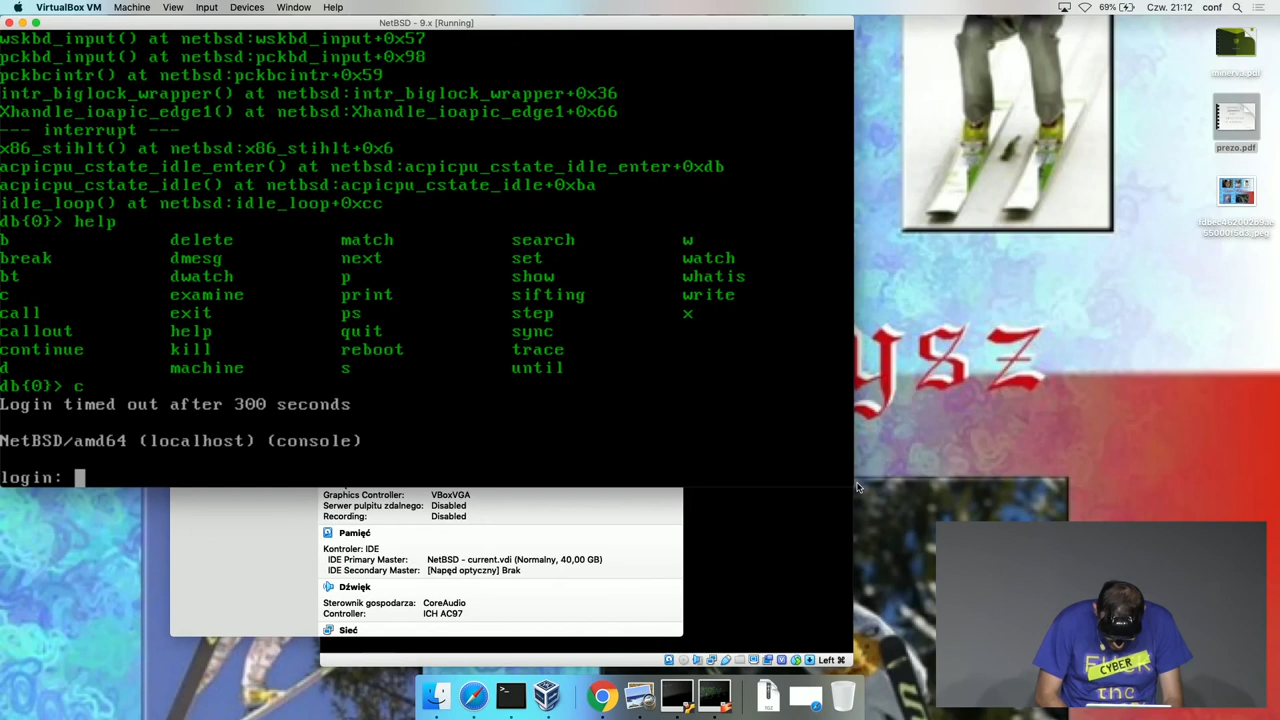 VirtualBox VM Machine View Input Devices Window Help 69% Czw. 21:12 conf
NetBSD - 9.x [Running]
wskbd_input() at netbsd:wskbd_input+0x57
pckbd_input() at netbsd:pckbd_input+0x98
pckbcintr() at netbsd:pckbcintr+0x59
intr_biglock_wrapper() at netbsd:intr_biglock_wrapper+0x36
Xhandle_ioapic_edge1() at netbsd:Xhandle_ioapic_edge1+0x66
--- interrupt ---
x86_stihlt() at netbsd:x86_stihlt+0x6
acpicpu_cstate_idle_enter() at netbsd:acpicpu_cstate_idle_enter+0xdb
acpicpu_cstate_idle() at netbsd:acpicpu_cstate_idle+0xba
idle_loop() at netbsd:idle_loop+0xcc
db{0}> help
b delete match search w
break dmesg next set watch
bt dwatch p show whatis
c examine print sifting write
call exit ps step x
callout help quit sync
continue kill reboot trace
d machine s until
db{0}> c
Login timed out after 300 seconds
NetBSD/amd64 (localhost) (console)
login:
Graphics Controller: VBoxVGA
Serwer pulpitu zdalnego: Disabled
Recording: Disabled
Pamięć
Kontroler: IDE
IDE Primary Master: NetBSD - current.vdi (Normalny, 40,00 GB)
IDE Secondary Master: [Napęd optyczny] Brak
Dźwięk
Sterownik gospodarza: CoreAudio
Controller: ICH AC97
Sieć
Left ⌘
minerva.pdf
prezo.pdf
ysz
CYBER